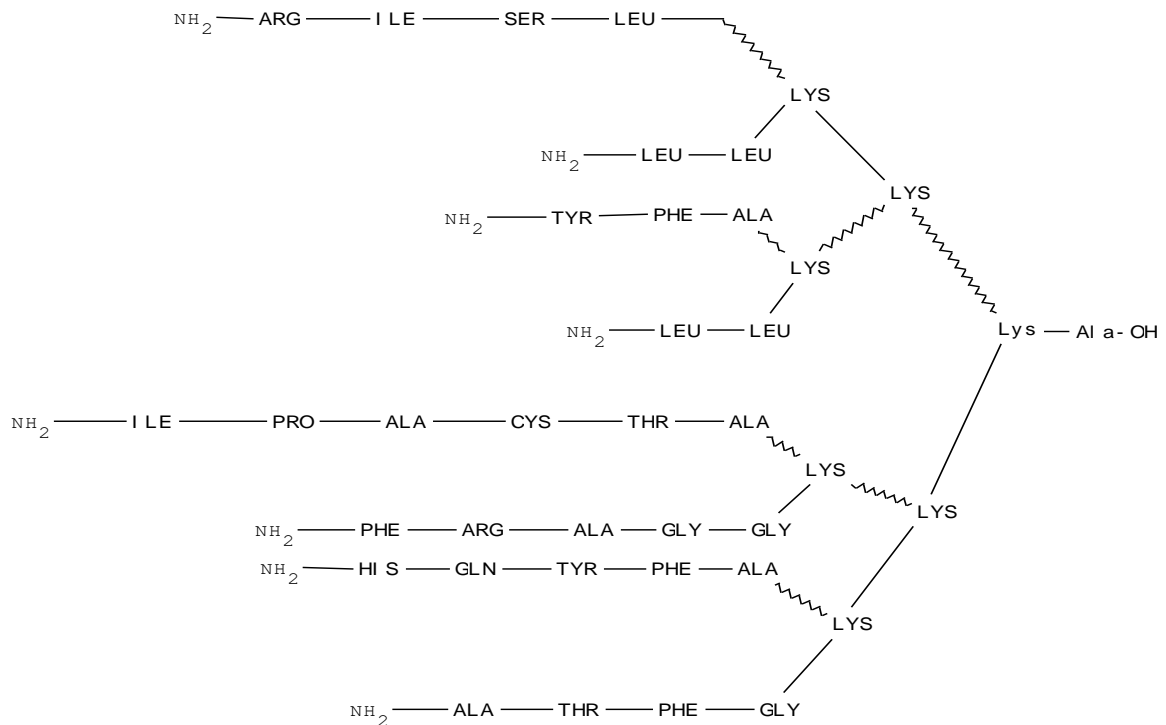 NH2 ARG ILE SER LEU
LYS
NH2 LEU LEU
LYS
NH2 TYR PHE ALA
LYS
NH2 LEU LEU
Lys Ala-OH
NH2 ILE PRO ALA CYS THR ALA
LYS
LYS
NH2 PHE ARG ALA GLY GLY
NH2 HIS GLN TYR PHE ALA
LYS
NH2 ALA THR PHE GLY